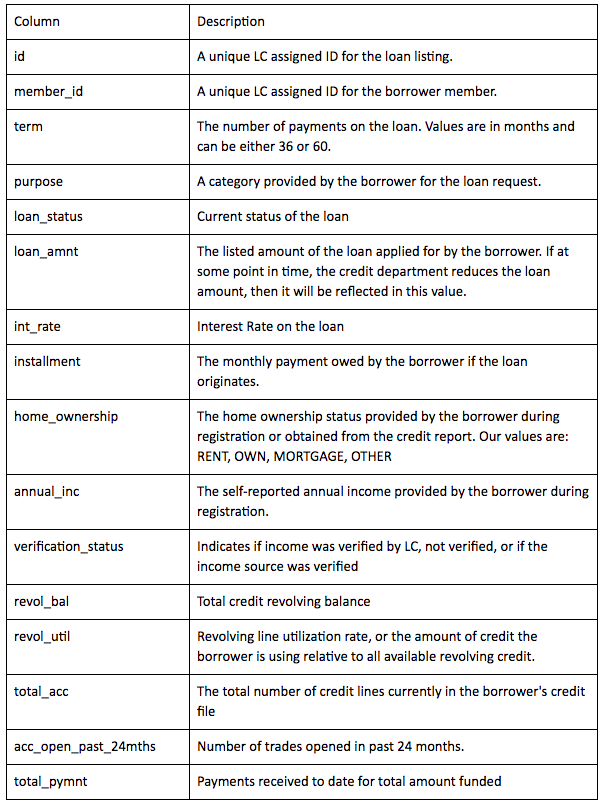 Column Description
id A unique LC assigned ID for the loan listing.
member_id A unique LC assigned ID for the borrower member.
term The number of payments on the loan. Values are in months and
can be either 36 or 60.
purpose A category provided by the borrower for the loan request.
loan_status Current status of the loan
loan_amnt The listed amount of the loan applied for by the borrower. If at
some point in time, the credit department reduces the loan
amount, then it will be reflected in this value.
int_rate Interest Rate on the loan
installment The monthly payment owed by the borrower if the loan
originates.
home_ownership The home ownership status provided by the borrower during
registration or obtained from the credit report. Our values are:
RENT, OWN, MORTGAGE, OTHER
annual_inc The self-reported annual income provided by the borrower during
registration.
verification_status Indicates if income was verified by LC, not verified, or if the
income source was verified
revol_bal Total credit revolving balance
revol_util Revolving line utilization rate, or the amount of credit the
borrower is using relative to all available revolving credit.
total_acc The total number of credit lines currently in the borrower's credit
file
acc_open_past_24mths Number of trades opened in past 24 months.
total_pymnt Payments received to date for total amount funded